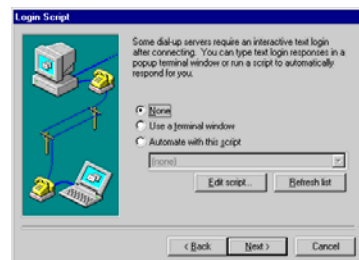 Login Script
Some dial-up servers require an interactive text login
after connecting. You can type text login responses in a
popup terminal window or run a script to automatically
respond for you.
None
Use a terminal window
Automate with this script
(none)
Edit script...
Refresh list
< Back
Next >
Cancel